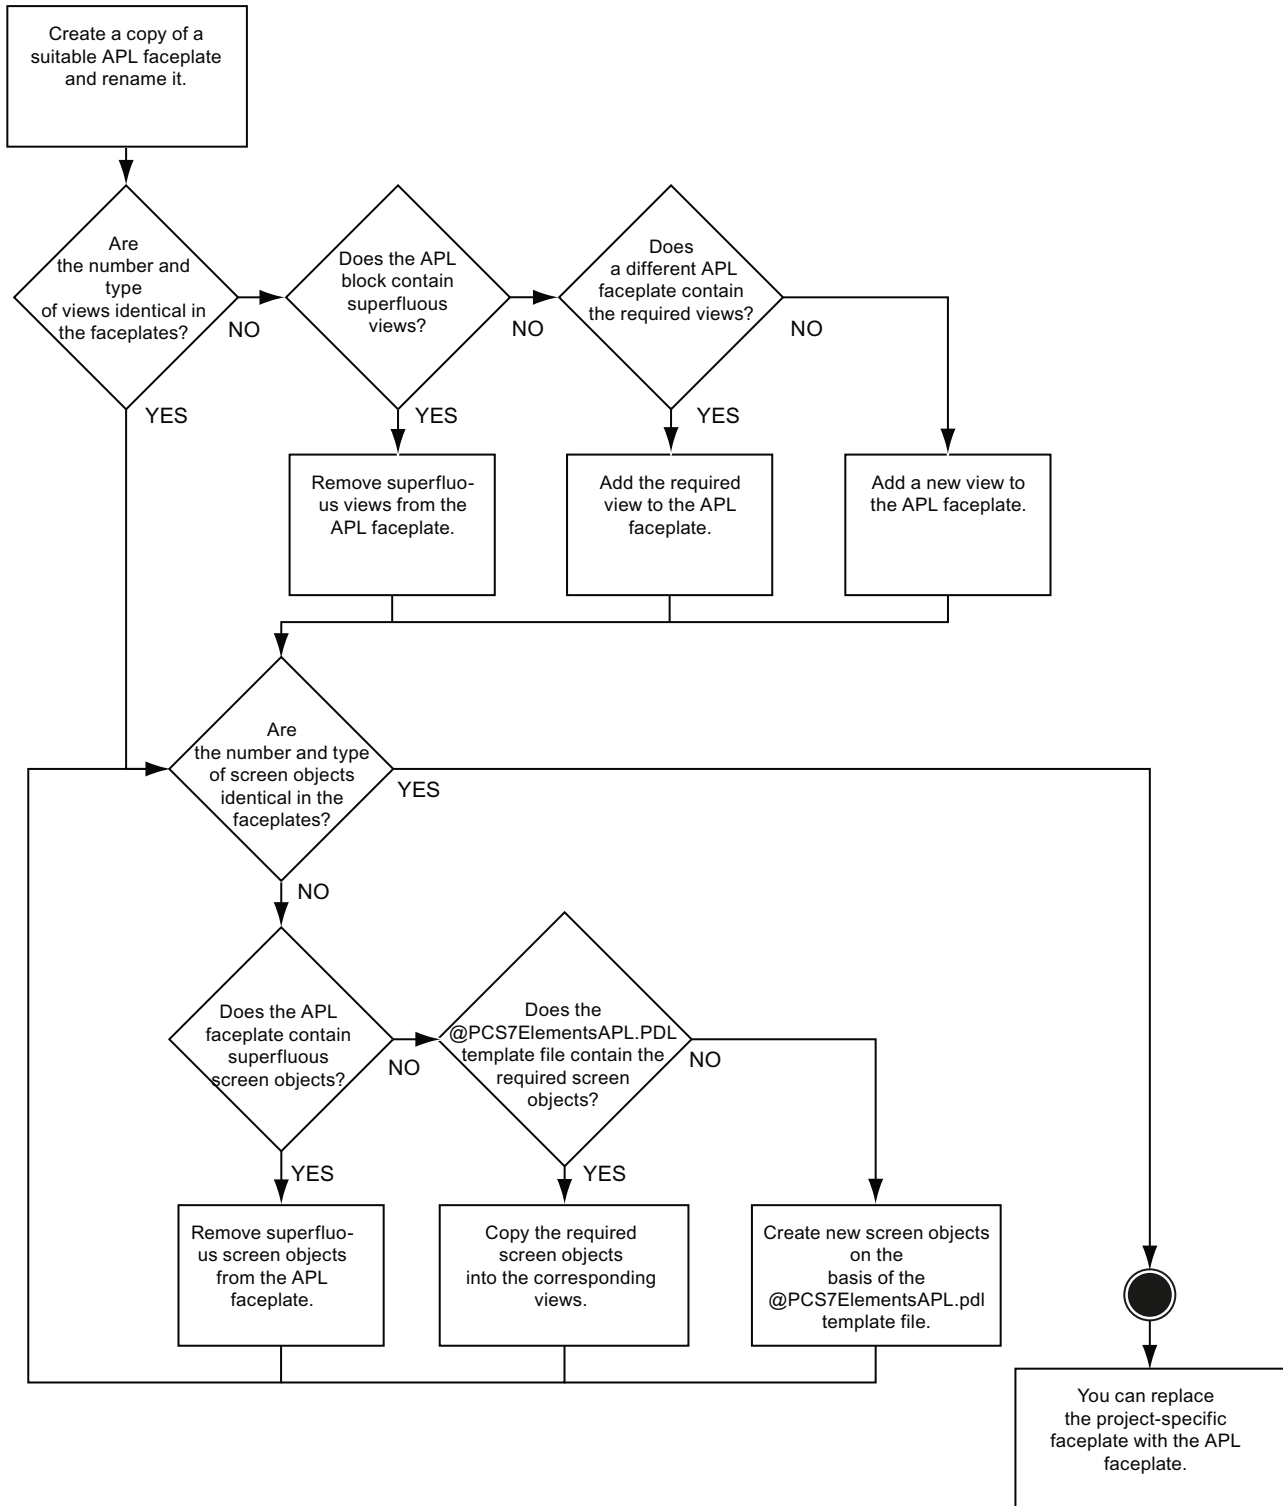 Create a copy of a
suitable APL faceplate
and rename it.
Are
the number and
type
of views identical in
the faceplates?
NO
YES
Does the APL
block contain
superfluous
views?
NO
YES
Does
a different APL
faceplate contain
the required views?
NO
YES
Remove superfluo-
us views from the
APL faceplate.
Add the required
view to the APL
faceplate.
Add a new view to
the APL faceplate.
Are
the number and type
of screen objects
identical in the
faceplates?
YES
NO
Does the APL
faceplate contain
superfluous
screen objects?
NO
YES
Does the
@PCS7ElementsAPL.PDL
template file contain the
required screen
objects?
NO
YES
Remove superfluo-
us screen objects
from the APL
faceplate.
Copy the required
screen objects
into the corresponding
views.
Create new screen objects
on the
basis of the
@PCS7ElementsAPL.pdl
template file.
You can replace
the project-specific
faceplate with the APL
faceplate.